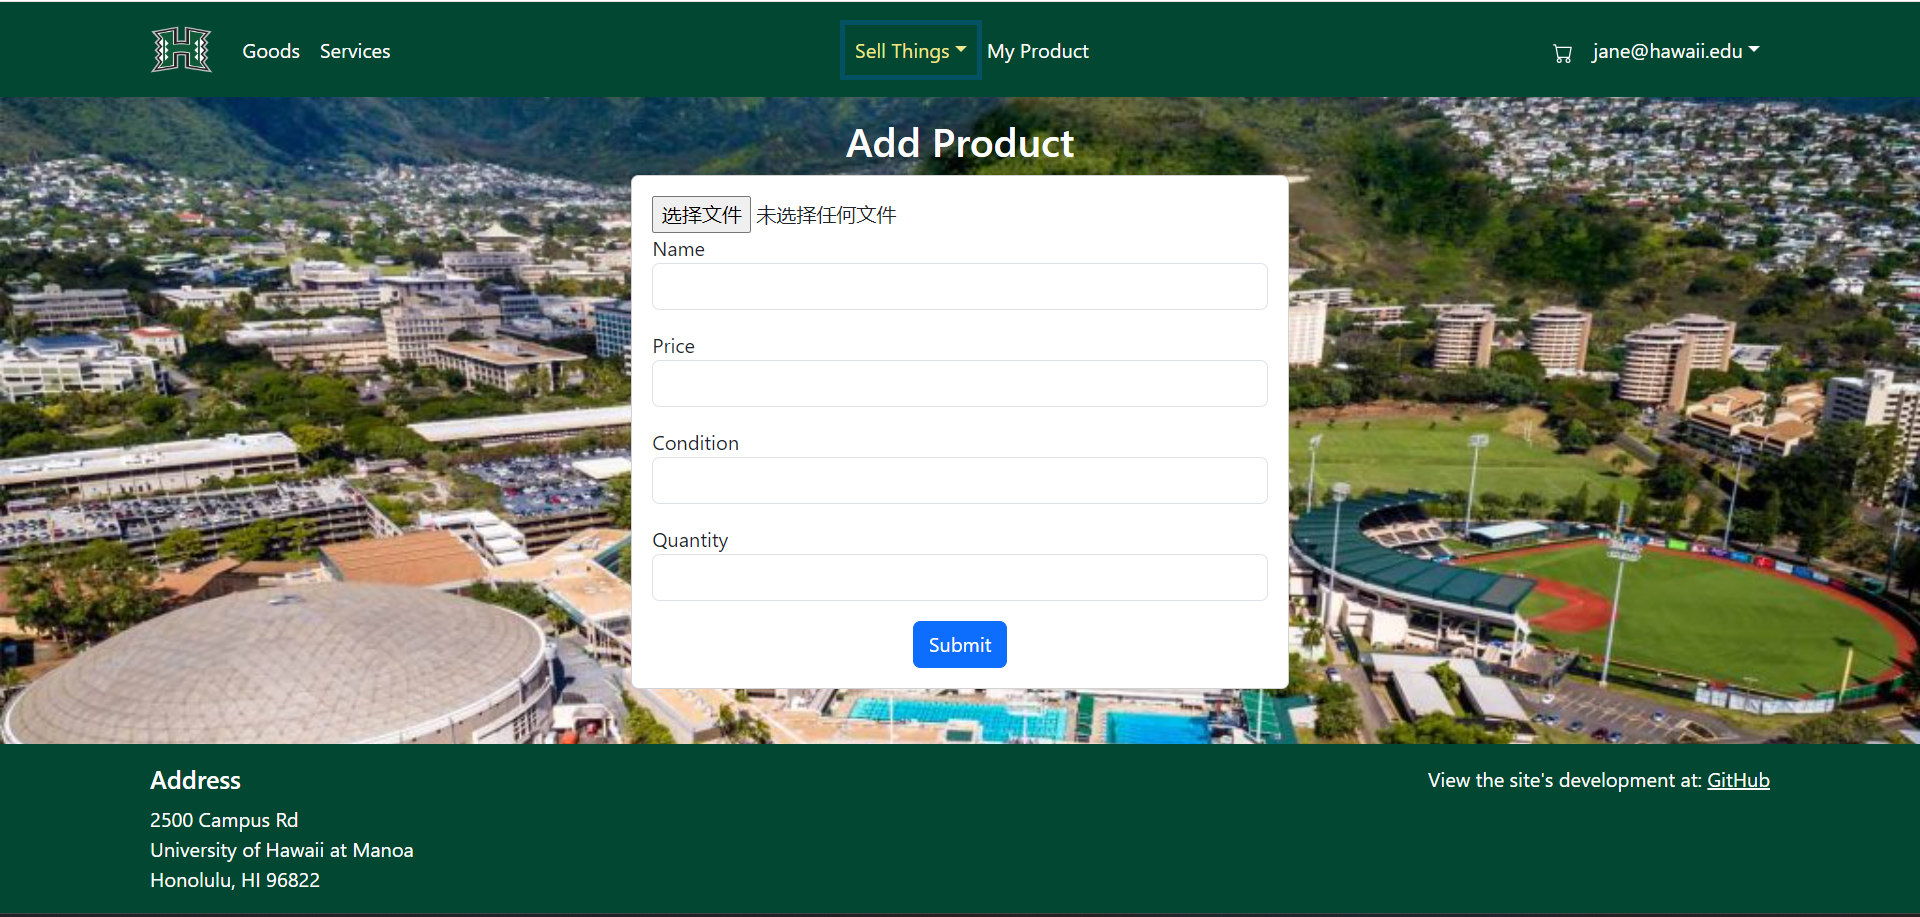 H
Goods Services Sell Things My Product jane@hawaii.edu
Add Product
选择文件 未选择任何文件
Name
Price
Condition
Quantity
Submit
Address
2500 Campus Rd
University of Hawaii at Manoa
Honolulu, HI 96822
View the site's development at: GitHub